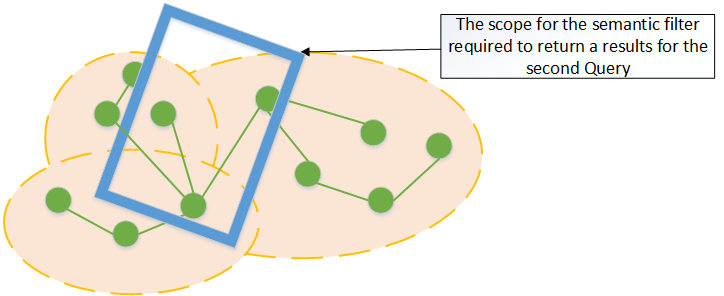 The scope for the semantic filter
required to return a results for the
second Query